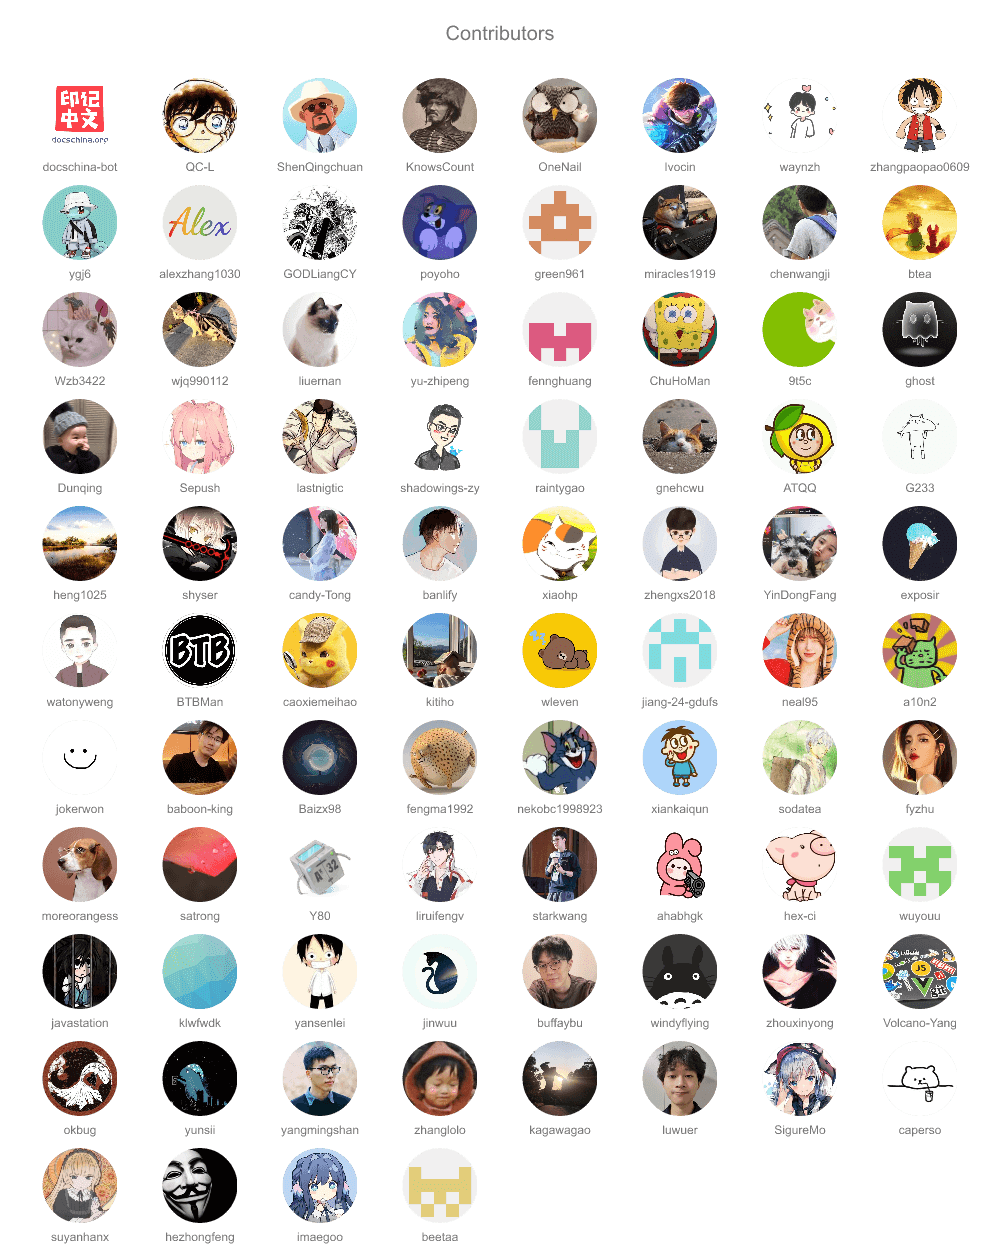 Contributors
印记
中文
docschina.org
docschina-bot QC-L ShenQingchuan KnowsCount OneNail lvocin waynzh zhangpaopao0609
Alex
ygj6 alexzhang1030 GODLiangCY poyoho green961 miracles1919 chenwangji btea
Wzb3422 wjq990112 liuernan yu-zhipeng fennghuang ChuHoMan 9t5c ghost
Dunqing Sepush lastnigtic shadowings-zy raintygao gnehcwu ATQQ G233
heng1025 shyser candy-Tong banlify xiaohp zhengxs2018 YinDongFang exposir
BTB
watonyweng BTBMan caoxiemeihao kitiho wleven jiang-24-gdufs neal95 a10n2
jokerwon baboon-king Baizx98 fengma1992 nekobc1998923 xiankaiqun sodatea fyzhu
moreorangess satrong Y80 liruifengv starkwang ahabhgk hex-ci wuyouu
JS
git
javastation klwfwdk yansenlei jinwuu buffaybu windyflying zhouxinyong Volcano-Yang
okbug yunsii yangmingshan zhanglolo kagawagao luwuer SigureMo caperso
suyanhanx hezhongfeng imaegoo beetaa